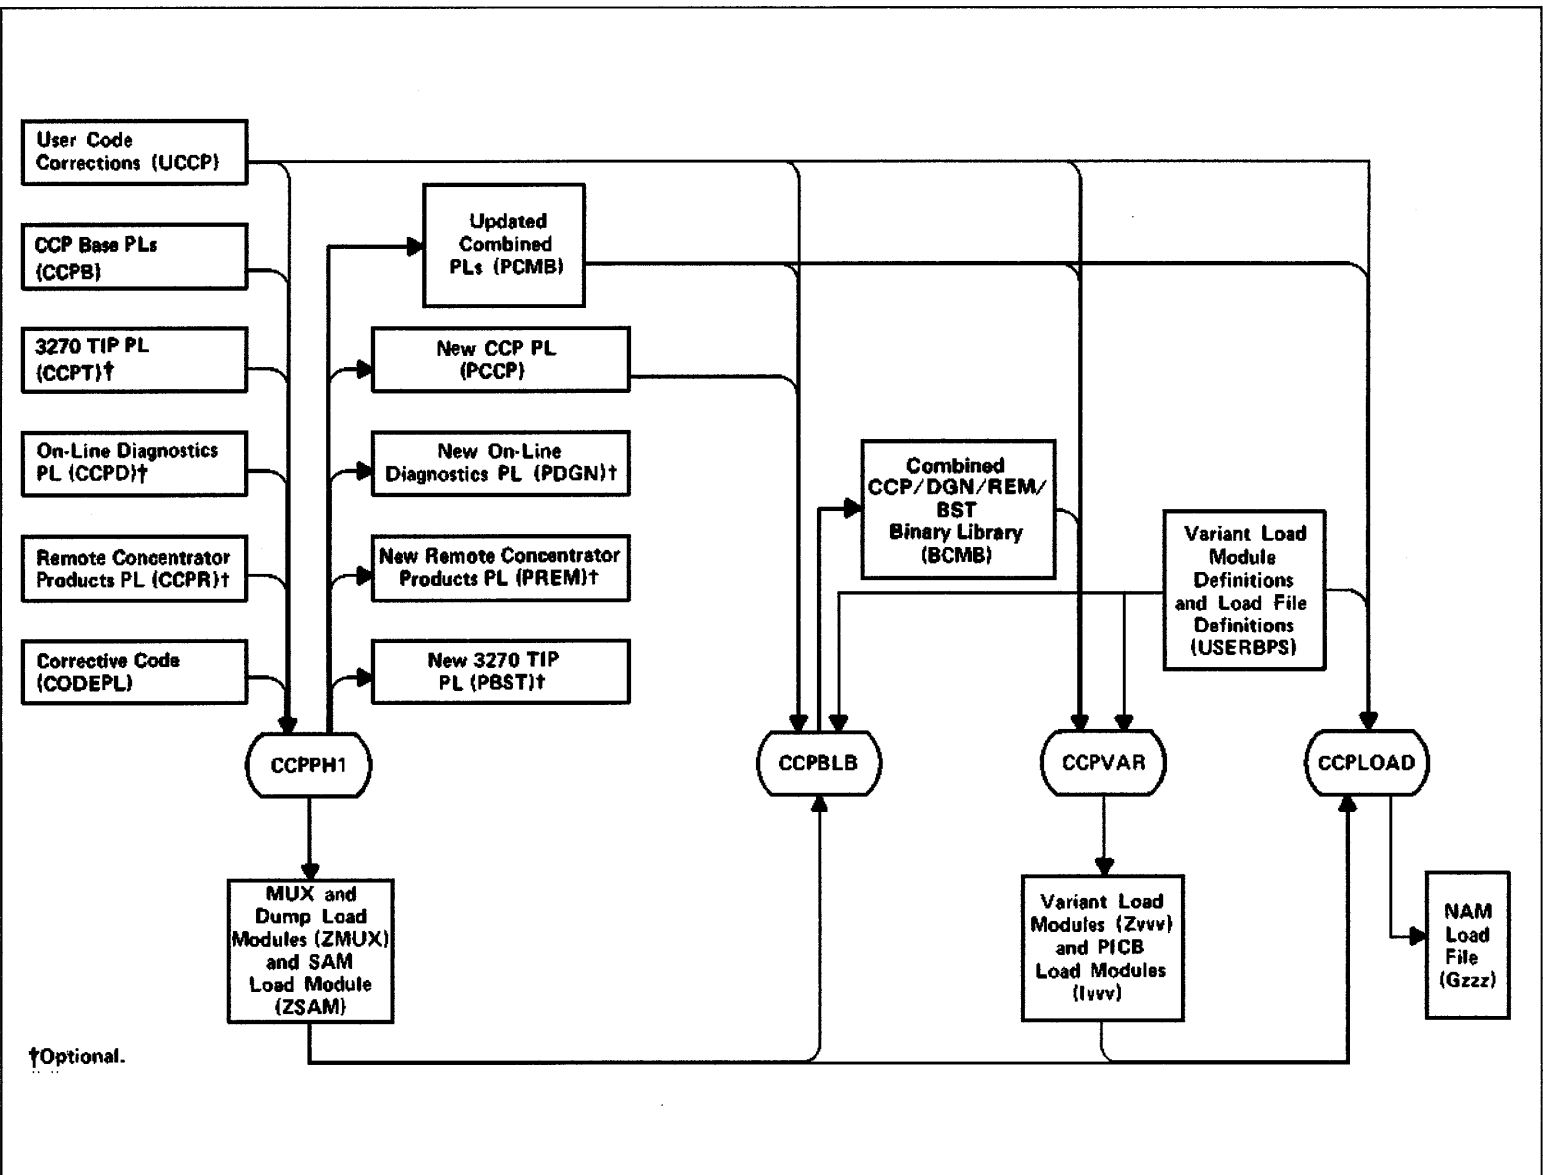 User Code
Corrections (UCCP)
CCP Base PLs
(CCPB)
3270 TIP PL
(CCPT)†
On-Line Diagnostics
PL (CCPD)†
Remote Concentrator
Products PL (CCPR)†
Corrective Code
(CODEPL)
Updated
Combined
PLs (PCMB)
New CCP PL
(PCCP)
New On-Line
Diagnostics PL (PDGN)†
New Remote Concentrator
Products PL (PREM)†
New 3270 TIP
PL (PBST)†
Combined
CCP/DGN/REM/
BST
Binary Library
(BCMB)
Variant Load
Module
Definitions
and Load File
Definitions
(USERBPS)
CCPPH1
CCPBLB
CCPVAR
CCPLOAD
MUX and
Dump Load
Modules (ZMUX)
and SAM
Load Module
(ZSAM)
Variant Load
Modules (Zvvv)
and PICB
Load Modules
(Ivvv)
NAM
Load
File
(Gzzz)
†Optional.